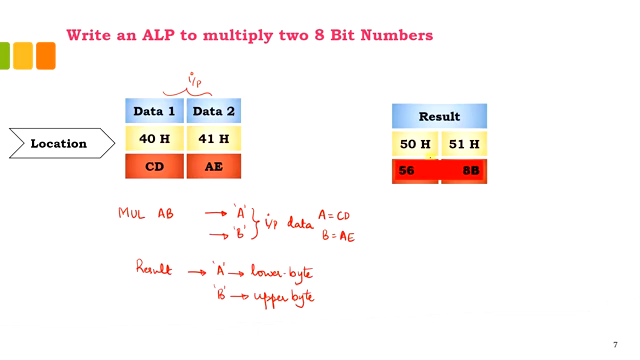 Write an ALP to multiply two 8 Bit Numbers
i/p
Data 1 Data 2
Result
Location
40 H 41 H
50 H 51 H
CD AE
56 8B
MUL AB → 'A' } i/p data A = CD
→ 'B' B = AE
Result → 'A' → lower-byte
'B' → upper byte
7